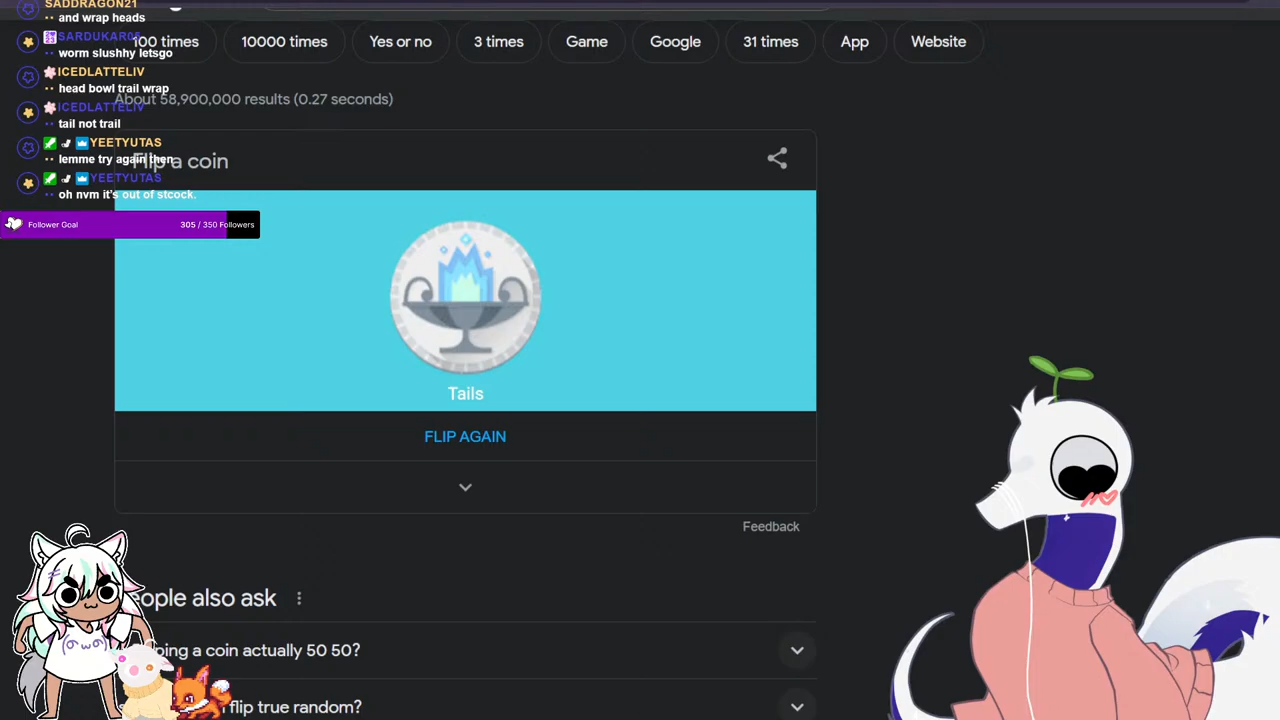 SADDRAGON21
and wrap heads
worm slushhy letsgo
ICEDLATTELIV
head bowl trail wrap
ICEDLATTELIV
tail not trail
YEETYUTAS
lemme try again then
YEETYUTAS
oh nvm it's out of stcock.
Follower Goal 305 / 350 Followers
100 times 10000 times Yes or no 3 times Game Google 31 times App Website
About 58,900,000 results (0.27 seconds)
Flip a coin
Tails
FLIP AGAIN
Feedback
ople also ask
ping a coin actually 50 50?
flip true random?